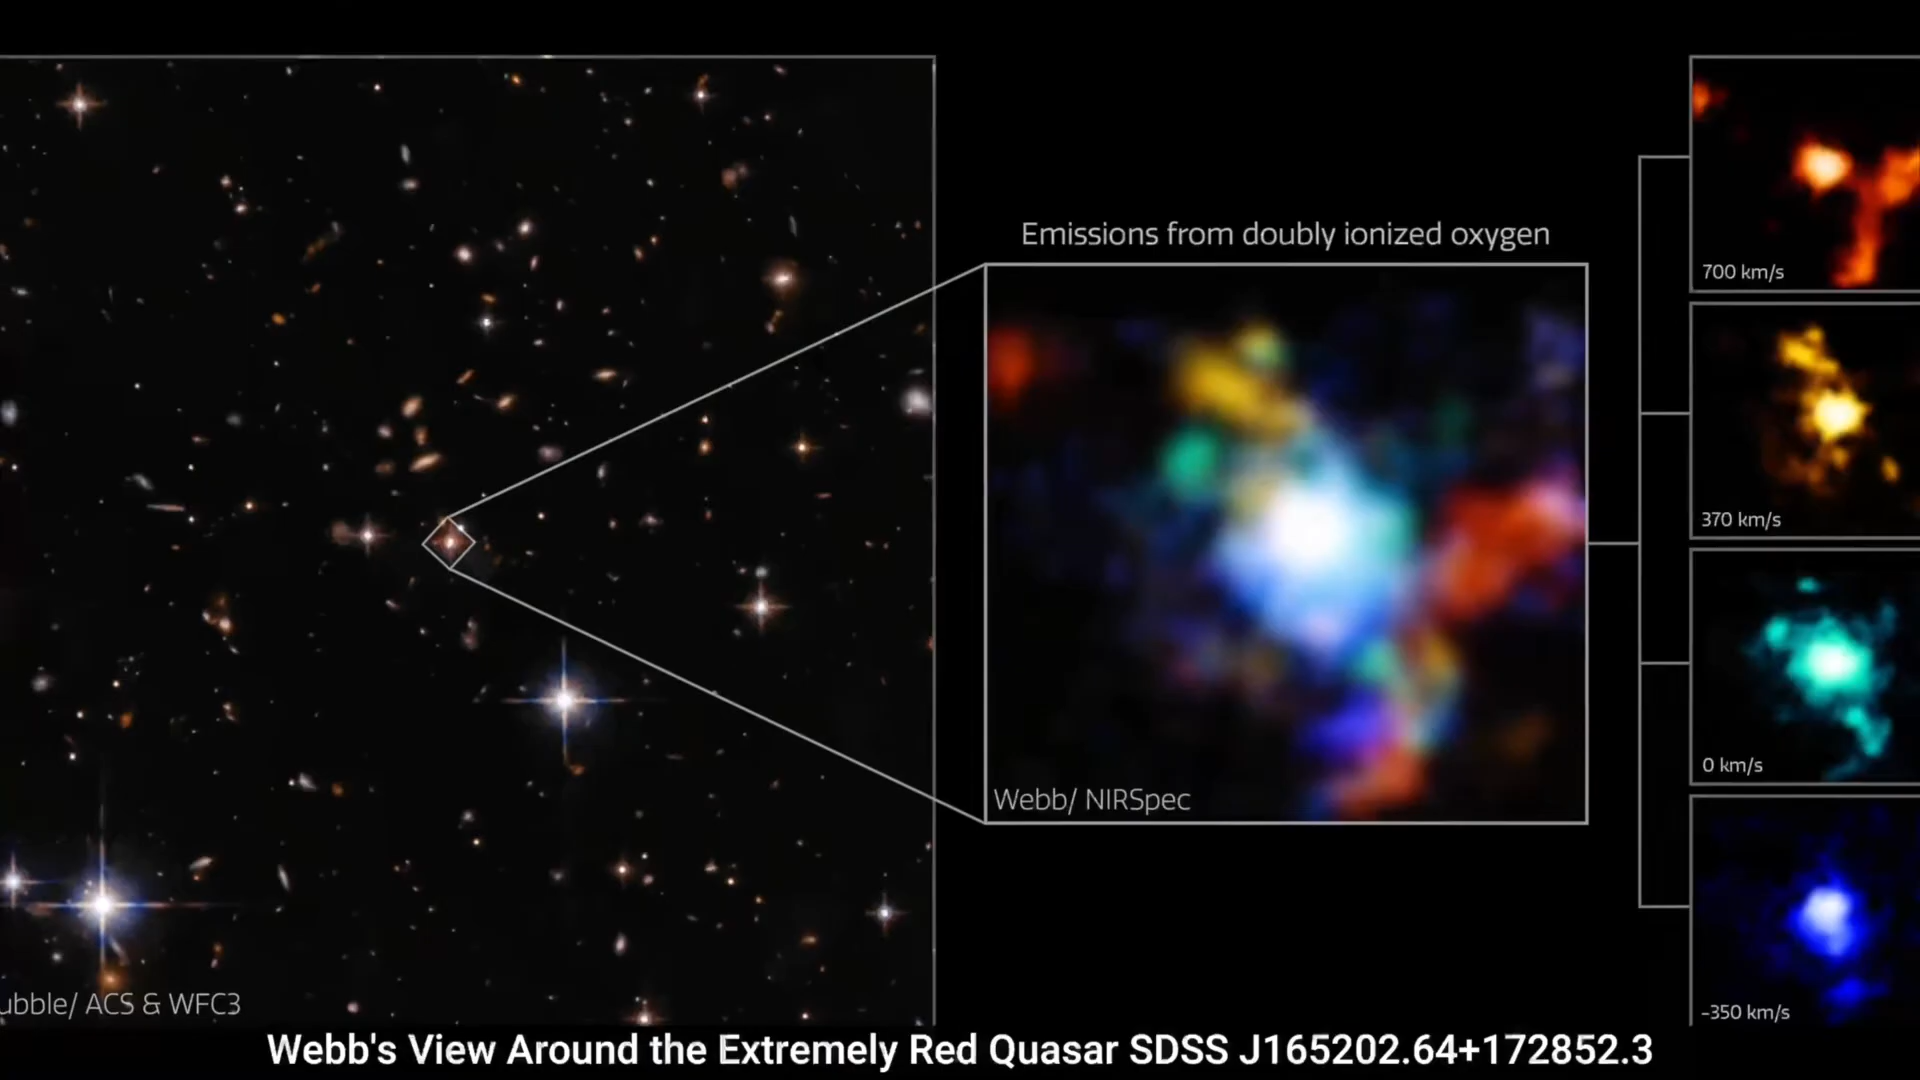 Emissions from doubly ionized oxygen
Webb/ NIRSpec
700 km/s
370 km/s
0 km/s
-350 km/s
ubble/ ACS & WFC3
Webb's View Around the Extremely Red Quasar SDSS J165202.64+172852.3